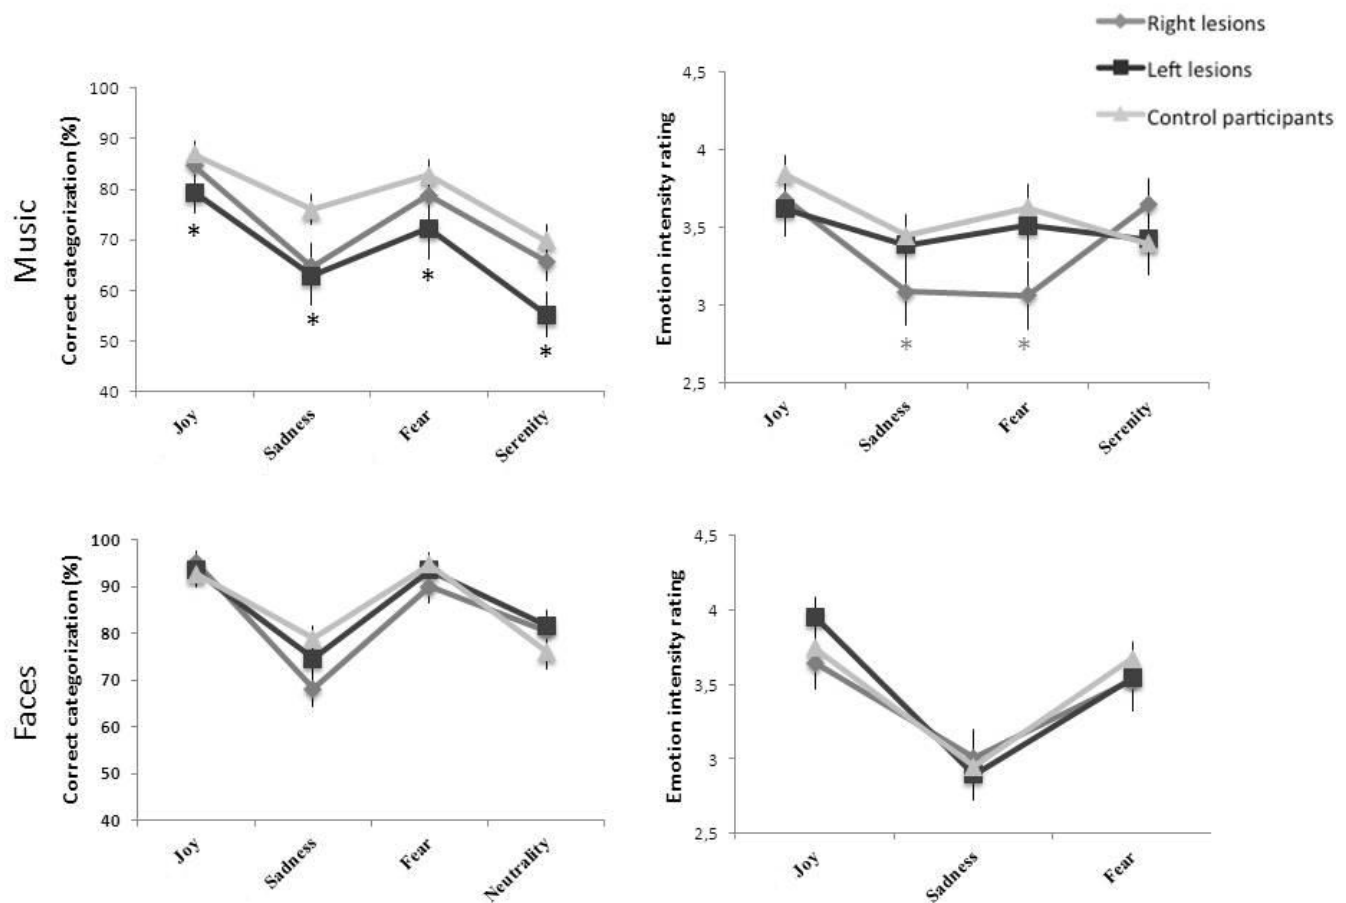 Right lesions
Left lesions
Control participants
Music
Correct categorization (%)
100
90
80
70
60
50
40
*
*
*
*
Joy
Sadness
Fear
Serenity
Emotion intensity rating
4,5
4
3,5
3
2,5
*
*
Joy
Sadness
Fear
Serenity
Faces
Correct categorization (%)
100
90
80
70
60
50
40
Joy
Sadness
Fear
Neutrality
Emotion intensity rating
4,5
4
3,5
3
2,5
Joy
Sadness
Fear